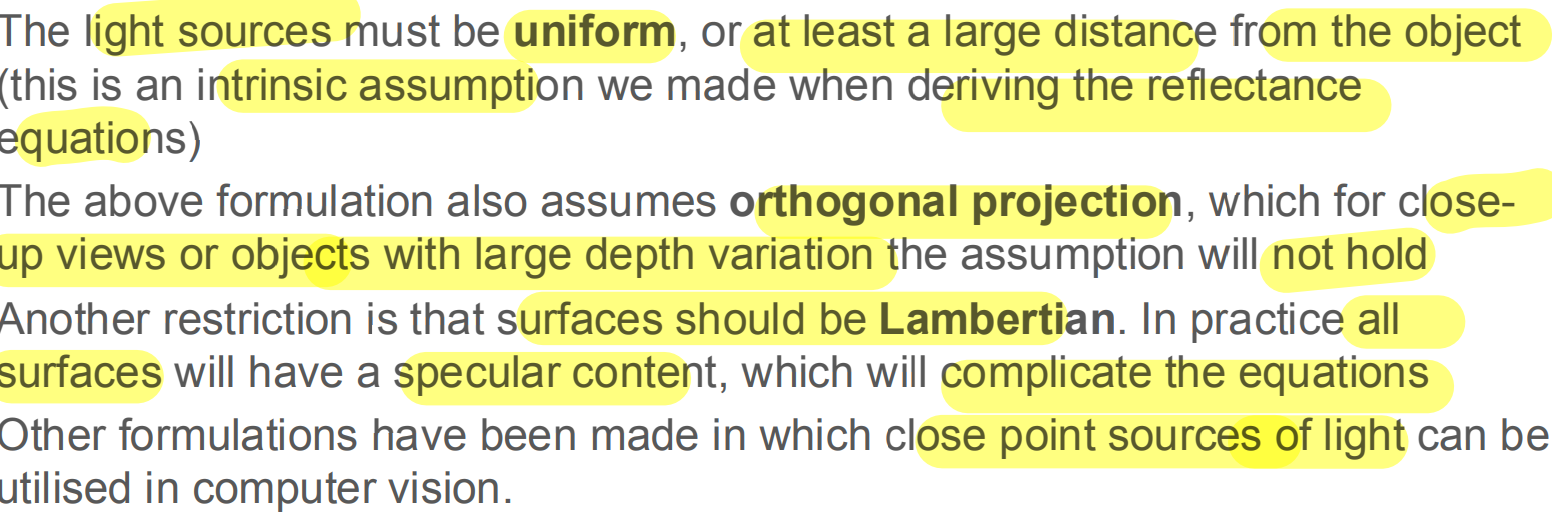 The light sources must be uniform, or at least a large distance from the object
(this is an intrinsic assumption we made when deriving the reflectance
equations)
The above formulation also assumes orthogonal projection, which for close-
up views or objects with large depth variation the assumption will not hold
Another restriction is that surfaces should be Lambertian. In practice all
surfaces will have a specular content, which will complicate the equations
Other formulations have been made in which close point sources of light can be
utilised in computer vision.